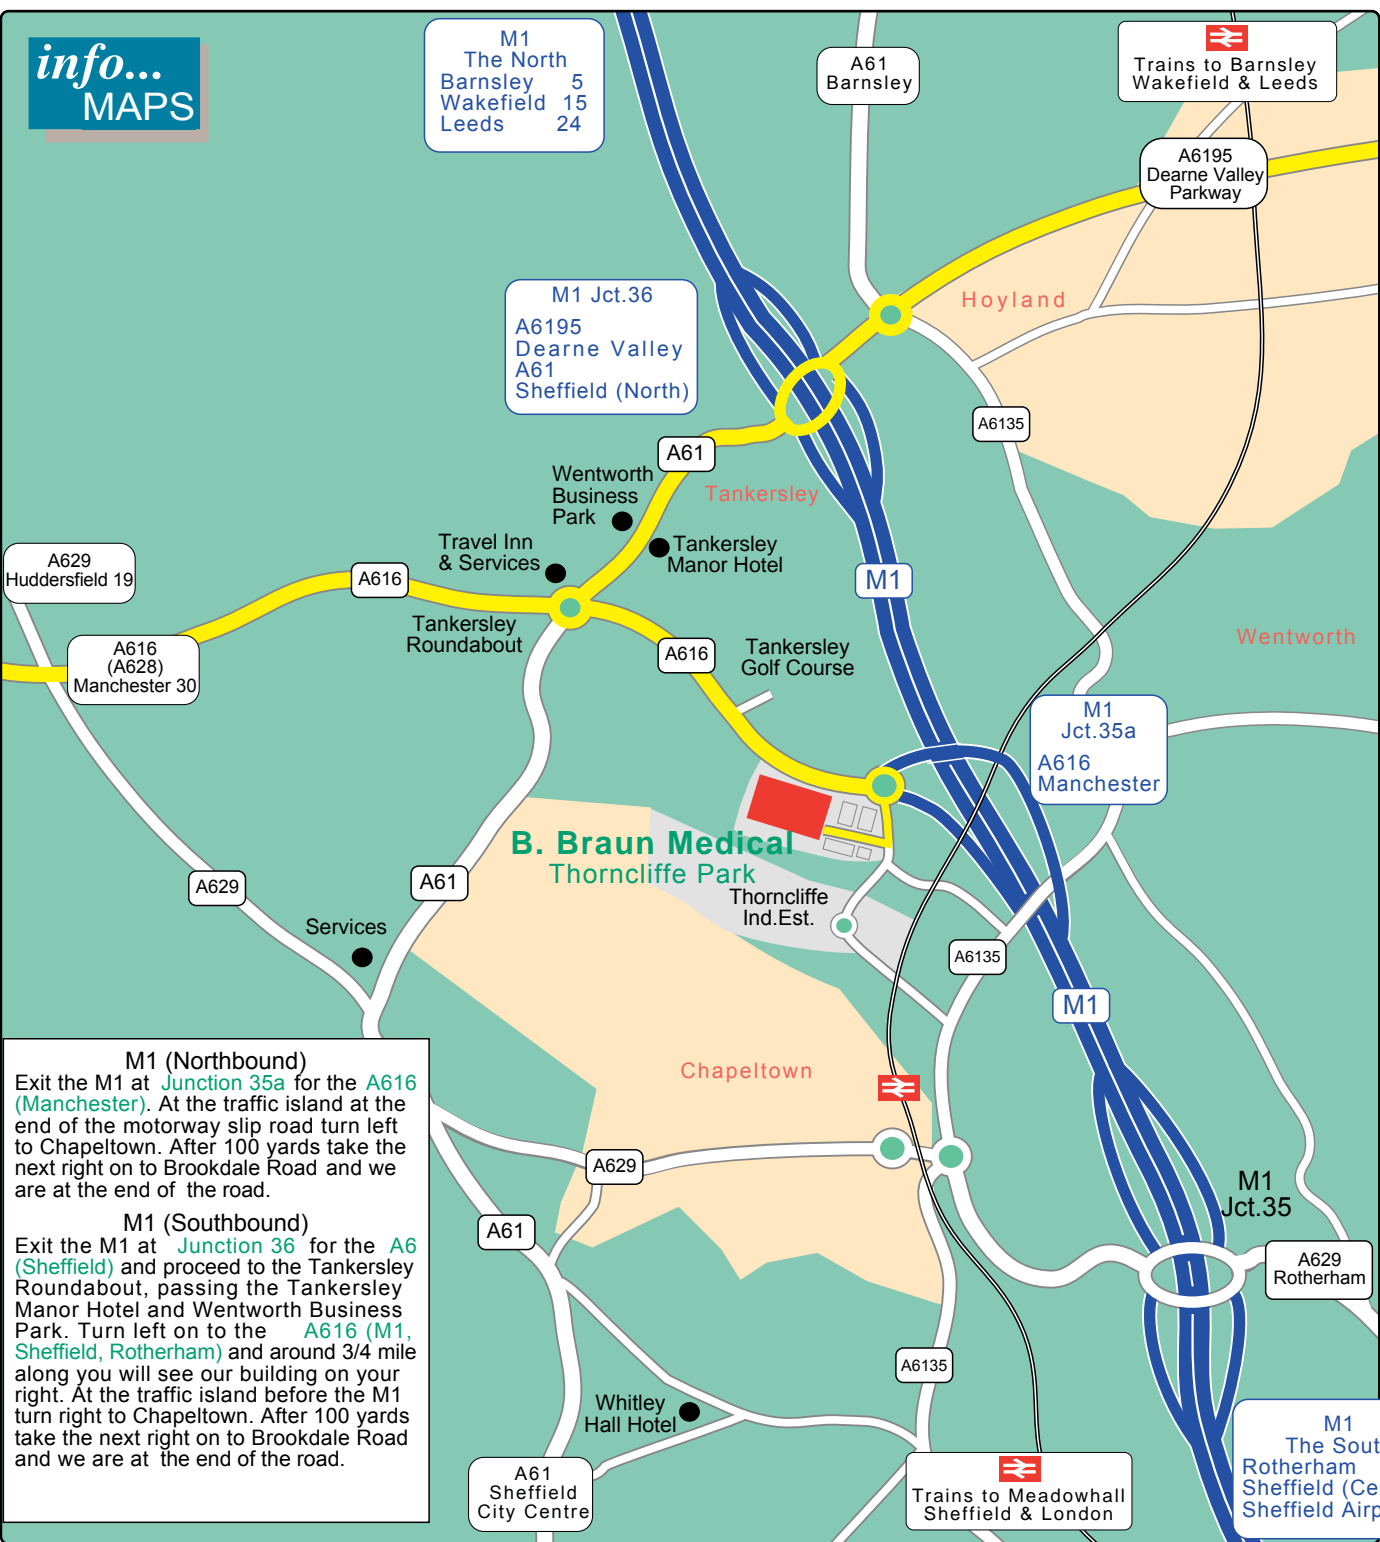 info...
MAPS
M1
The North
Barnsley 5
Wakefield 15
Leeds 24
A61
Barnsley
Trains to Barnsley
Wakefield & Leeds
A6195
Dearne Valley
Parkway
M1 Jct.36
A6195
Dearne Valley
A61
Sheffield (North)
Hoyland
A6135
A61
Wentworth
Business
Park
Tankersley
Travel Inn
& Services
Tankersley
Manor Hotel
A629
Huddersfield 19
A616
M1
Tankersley
Roundabout
A616
(A628)
Manchester 30
A616
Tankersley
Golf Course
Wentworth
M1
Jct.35a
A616
Manchester
B. Braun Medical
Thorncliffe Park
A629
A61
Thorncliffe
Ind.Est.
Services
A6135
M1
Chapeltown
M1 (Northbound)
Exit the M1 at Junction 35a for the A616
(Manchester). At the traffic island at the
end of the motorway slip road turn left
to Chapeltown. After 100 yards take the
next right on to Brookdale Road and we
are at the end of the road.
M1 (Southbound)
Exit the M1 at Junction 36 for the A6
(Sheffield) and proceed to the Tankersley
Roundabout, passing the Tankersley
Manor Hotel and Wentworth Business
Park. Turn left on to the A616 (M1,
Sheffield, Rotherham) and around 3/4 mile
along you will see our building on your
right. At the traffic island before the M1
turn right to Chapeltown. After 100 yards
take the next right on to Brookdale Road
and we are at the end of the road.
A629
A61
M1
Jct.35
A629
Rotherham
A6135
Whitley
Hall Hotel
A61
Sheffield
City Centre
Trains to Meadowhall
Sheffield & London
M1
The Sout
Rotherham
Sheffield (Ce
Sheffield Airp